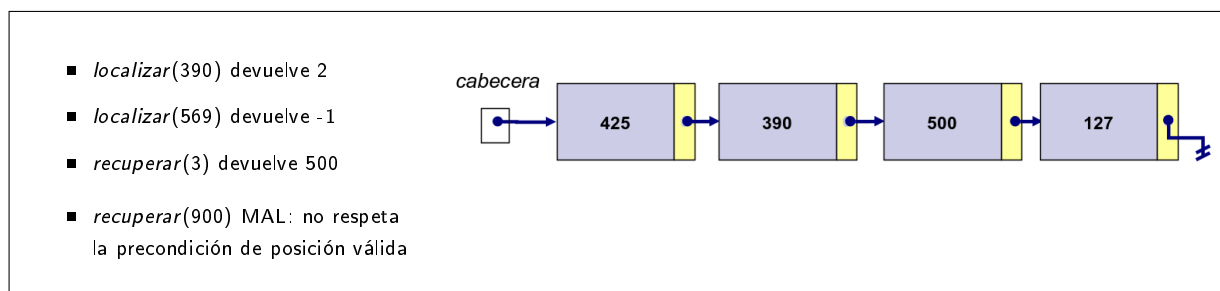 localizar(390) devuelve 2
localizar(569) devuelve -1
recuperar(3) devuelve 500
recuperar(900) MAL: no respeta
la precondición de posición válida
cabecera
425
390
500
127